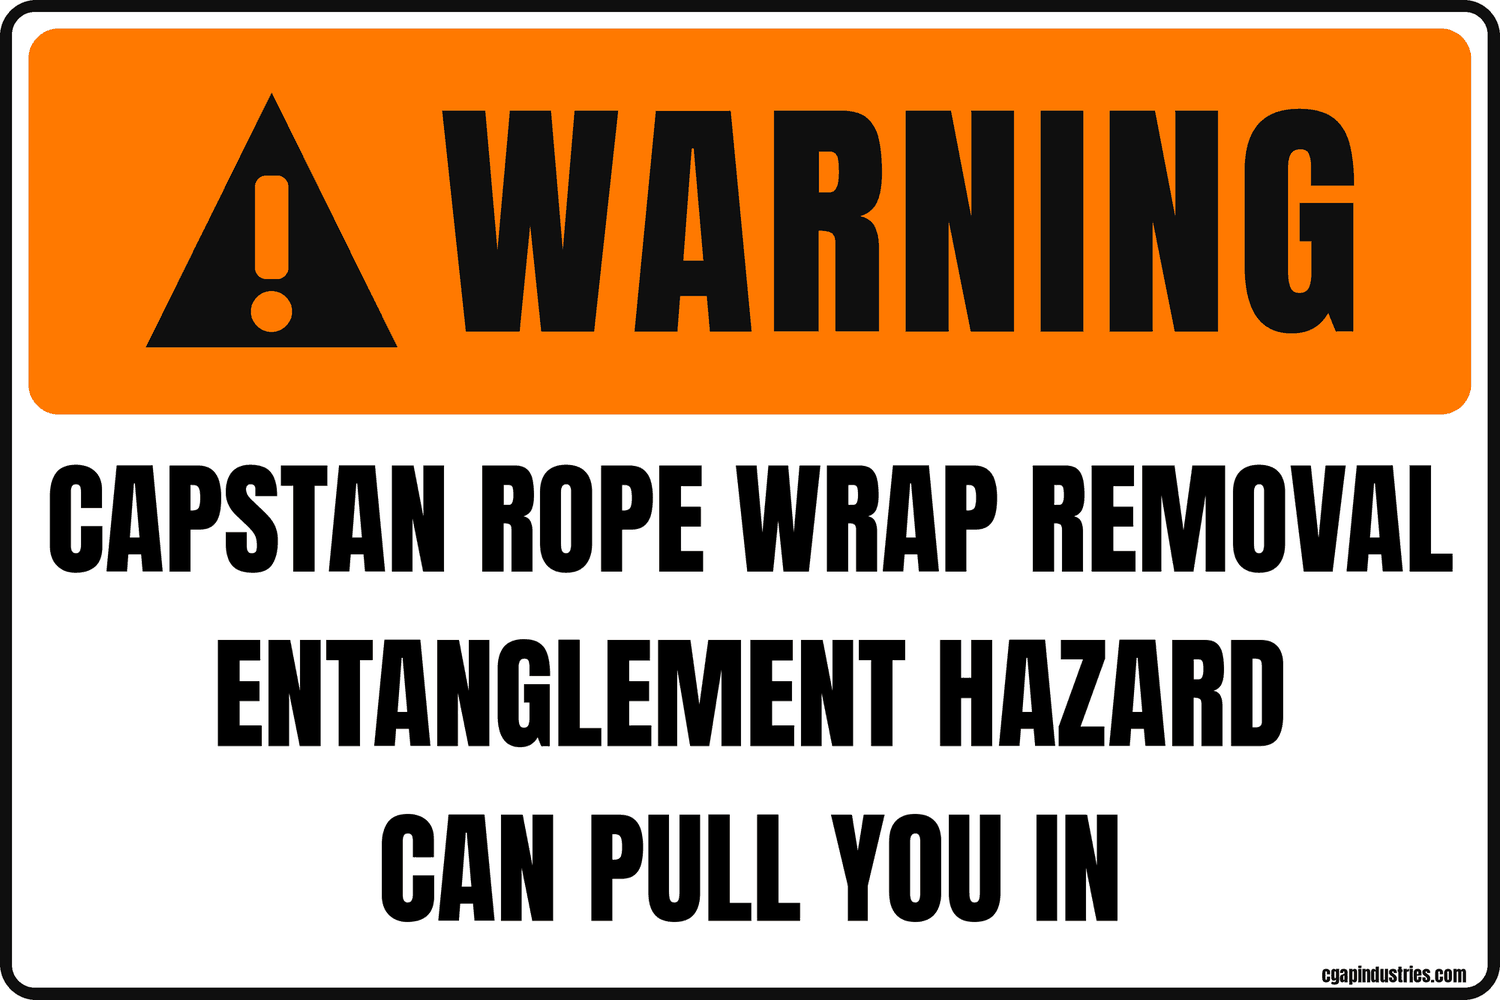 WARNING
CAPSTAN ROPE WRAP REMOVAL
ENTANGLEMENT HAZARD
CAN PULL YOU IN
cgapindustries.com